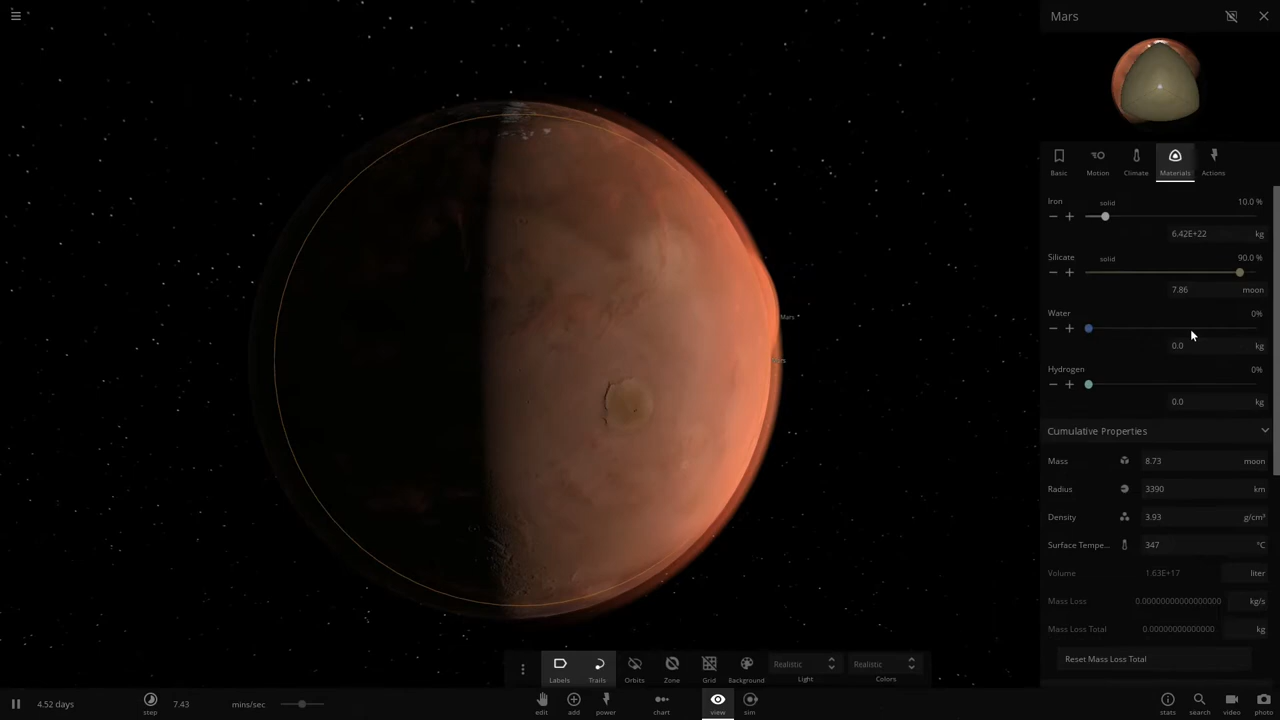 Mars
Basic
Motion
Climate
Materials
Actions
Iron solid 10.0 %
6.42E+22 kg
Silicate solid 90.0 %
7.86 moon
Water 0%
0.0 kg
Hydrogen 0%
0.0 kg
Cumulative Properties
Mass 8.73 moon
Radius 3390 km
Density 3.93 g/cm³
Surface Tempe... 347 °C
Volume 1.63E+17 liter
Mass Loss 0.00000000000000000 kg/s
Mass Loss Total 0.00000000000000. kg
Reset Mass Loss Total
Mars
Labels
Trails
Orbits
Zone
Grid
Background
Realistic
Light
Realistic
Colors
4.52 days
step
7.43 mins/sec
edit
add
power
chart
view
sim
stats
search
video
photo